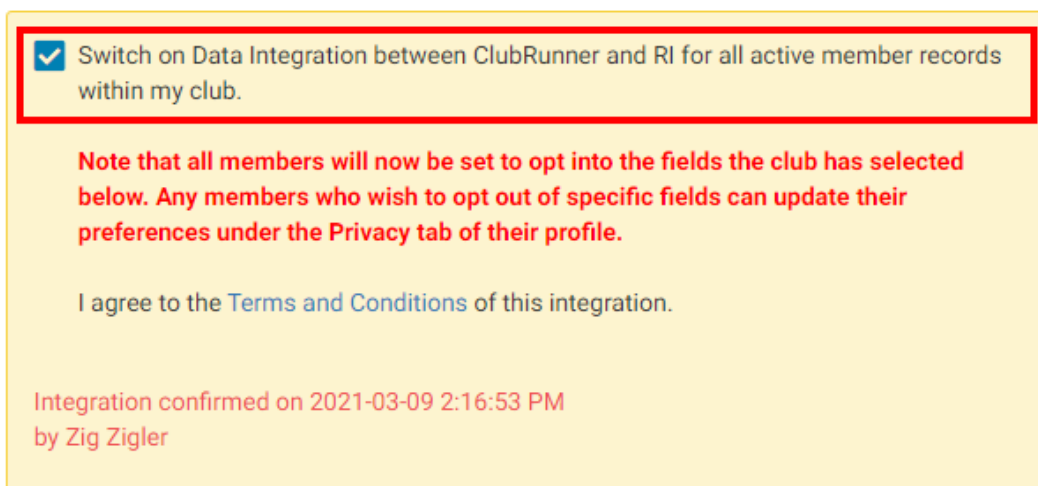 Switch on Data Integration between ClubRunner and RI for all active member records
within my club.
Note that all members will now be set to opt into the fields the club has selected
below. Any members who wish to opt out of specific fields can update their
preferences under the Privacy tab of their profile.
I agree to the Terms and Conditions of this integration.
Integration confirmed on 2021-03-09 2:16:53 PM
by Zig Zigler